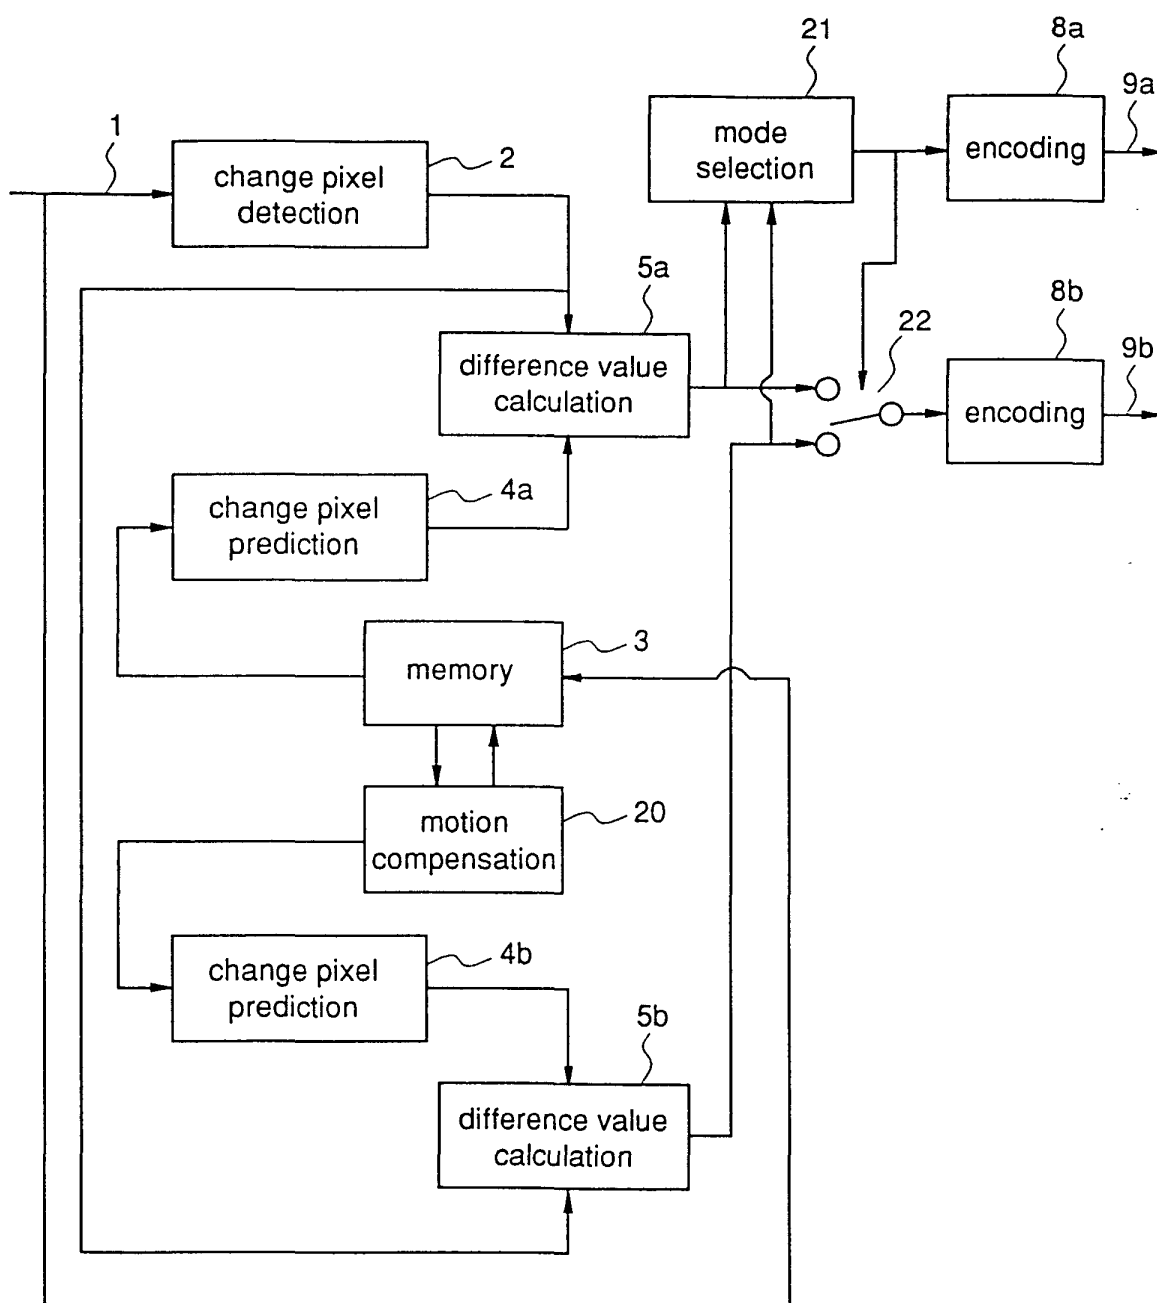 21
8a
9a
1
mode
selection
encoding
2
change pixel
detection
5a
8b
22
9b
difference value
calculation
encoding
4a
change pixel
prediction
3
memory
20
motion
compensation
4b
change pixel
prediction
5b
difference value
calculation